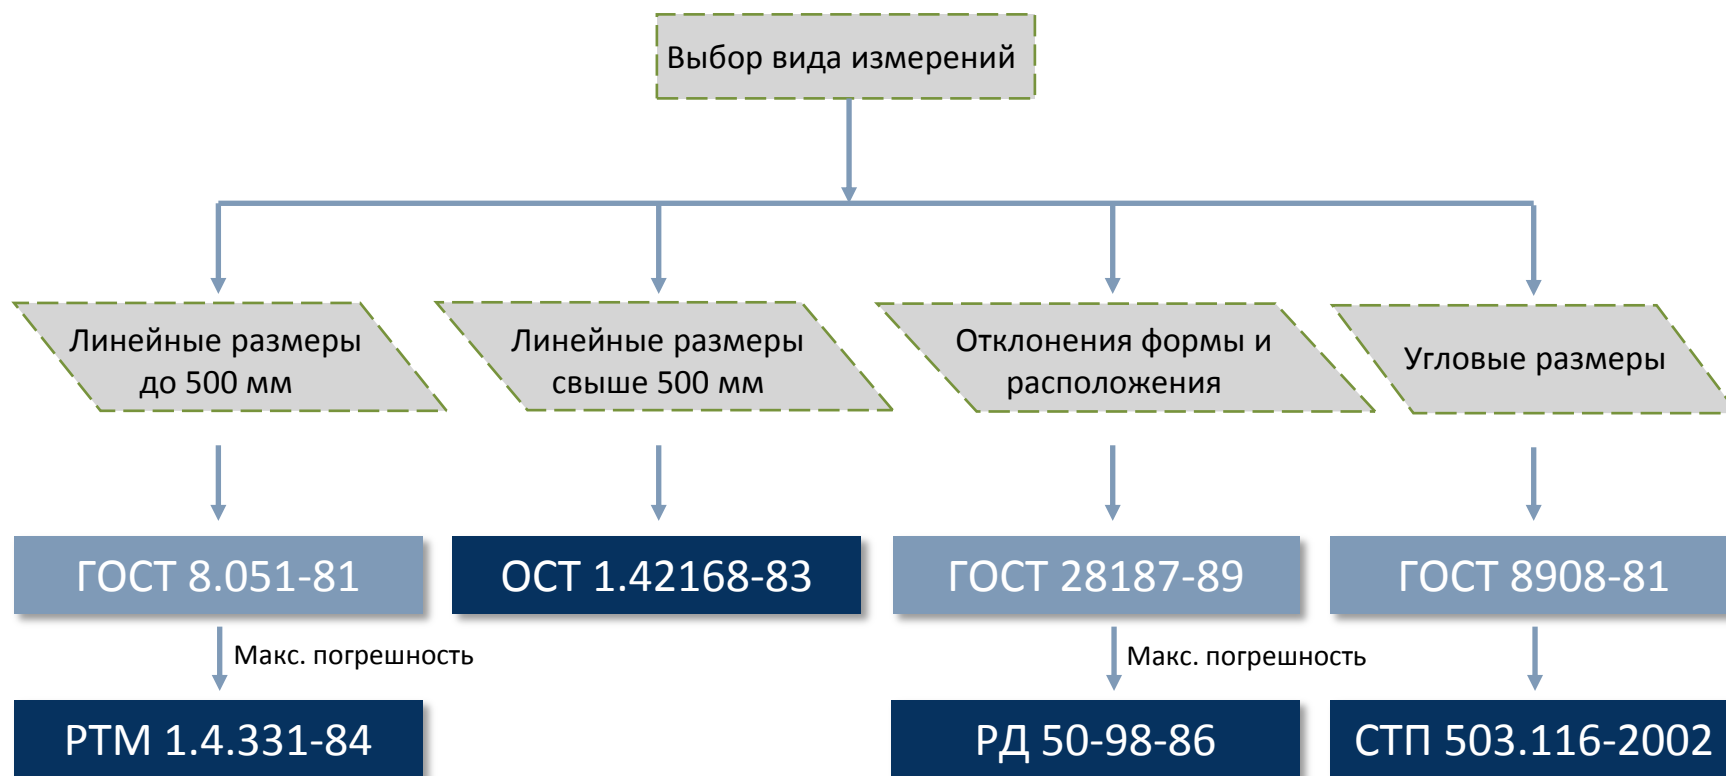 Выбор вида измерений
Линейные размеры
до 500 мм
Линейные размеры
свыше 500 мм
Отклонения формы и
расположения
Угловые размеры
ГОСТ 8.051-81
ОСТ 1.42168-83
ГОСТ 28187-89
ГОСТ 8908-81
Макс. погрешность
Макс. погрешность
РТМ 1.4.331-84
РД 50-98-86
СТП 503.116-2002